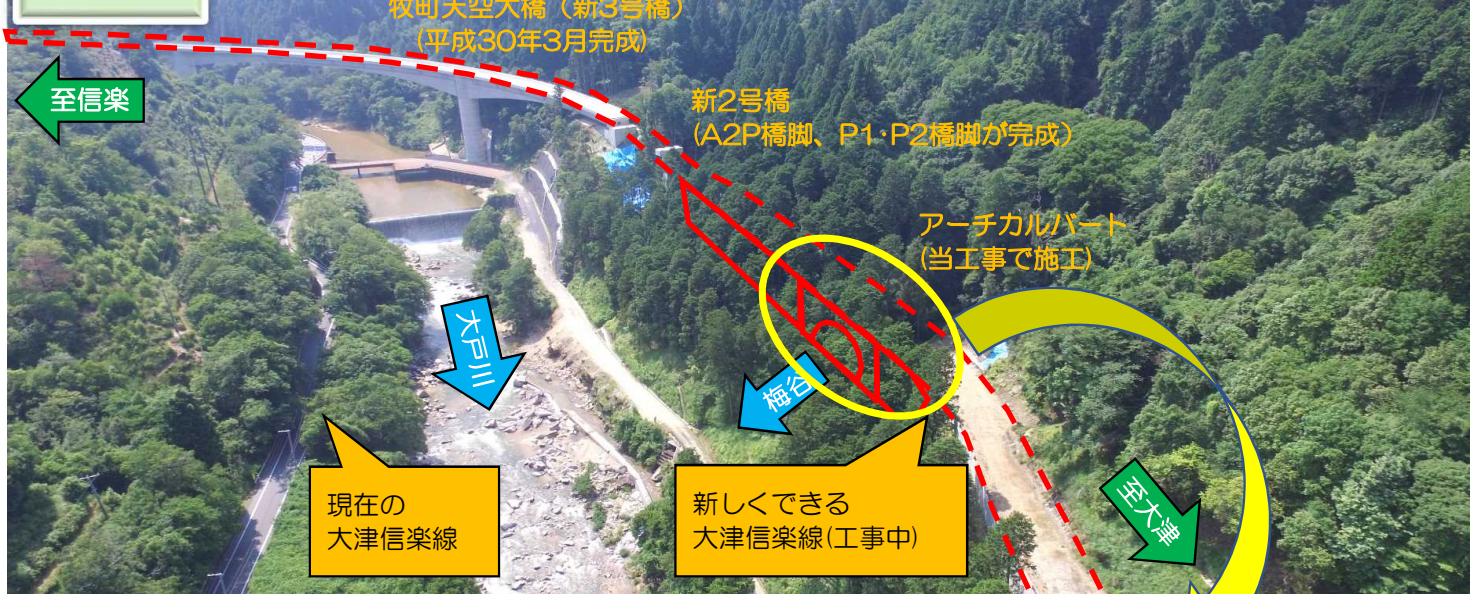 牧町天空大橋（新3号橋）
(平成30年3月完成)
至信楽
新2号橋
(A2P橋脚、P1・P2橋脚が完成）
アーチカルバート
(当工事で施工)
大戸川
梅谷
現在の
大津信楽線
新しくできる
大津信楽線(工事中)
至大津